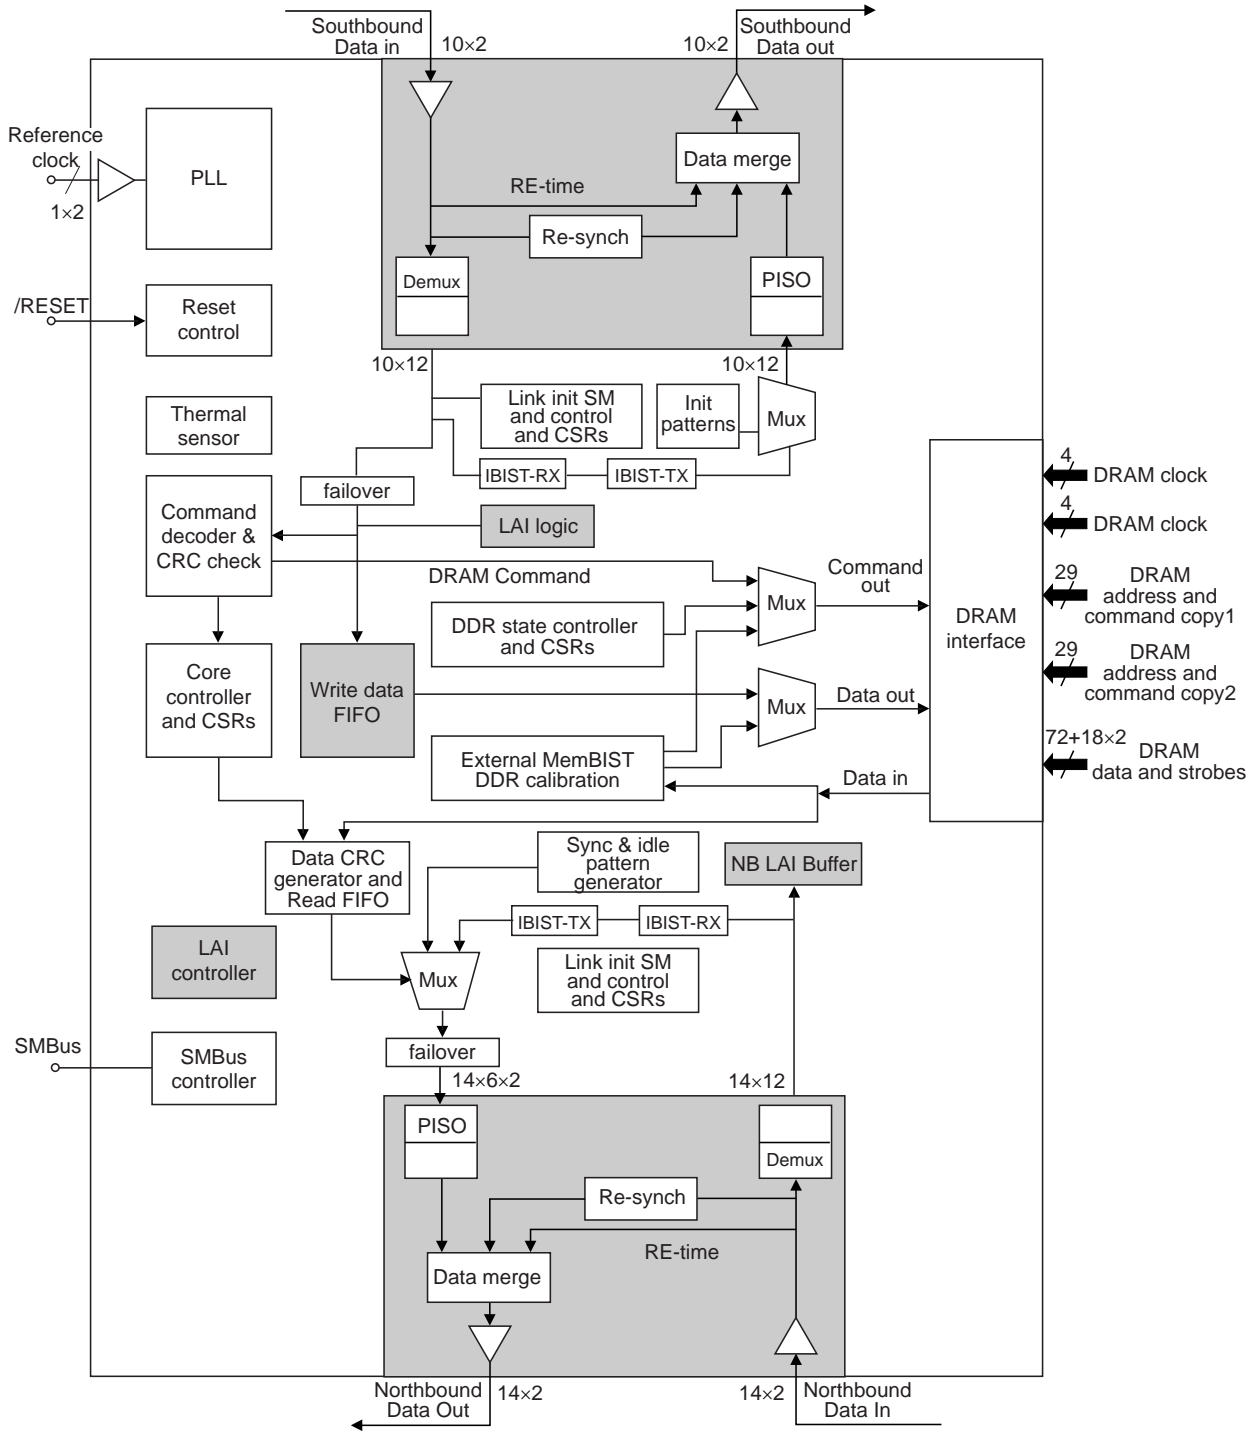 Southbound
Data in
10×2
10×2
Southbound
Data out
Reference
clock
1×2
PLL
Data merge
RE-time
Re-synch
Demux
PISO
/RESET
Reset
control
10×12
10×12
Thermal
sensor
Link init SM
and control
and CSRs
Init
patterns
Mux
IBIST-RX
IBIST-TX
failover
LAI logic
Command
decoder &
CRC check
DRAM Command
Mux
Command
out
DDR state controller
and CSRs
DRAM
interface
4
DRAM clock
4
DRAM clock
29
DRAM
address and
command copy1
29
DRAM
address and
command copy2
72+18×2
DRAM
data and strobes
Core
controller
and CSRs
Write data
FIFO
Mux
Data out
External MemBIST
DDR calibration
Data in
Data CRC
generator and
Read FIFO
Sync & idle
pattern
generator
NB LAI Buffer
IBIST-TX
IBIST-RX
LAI
controller
Mux
Link init SM
and control
and CSRs
SMBus
SMBus
controller
failover
14×6×2
14×12
PISO
Demux
Re-synch
RE-time
Data merge
Northbound
Data Out
14×2
14×2
Northbound
Data In